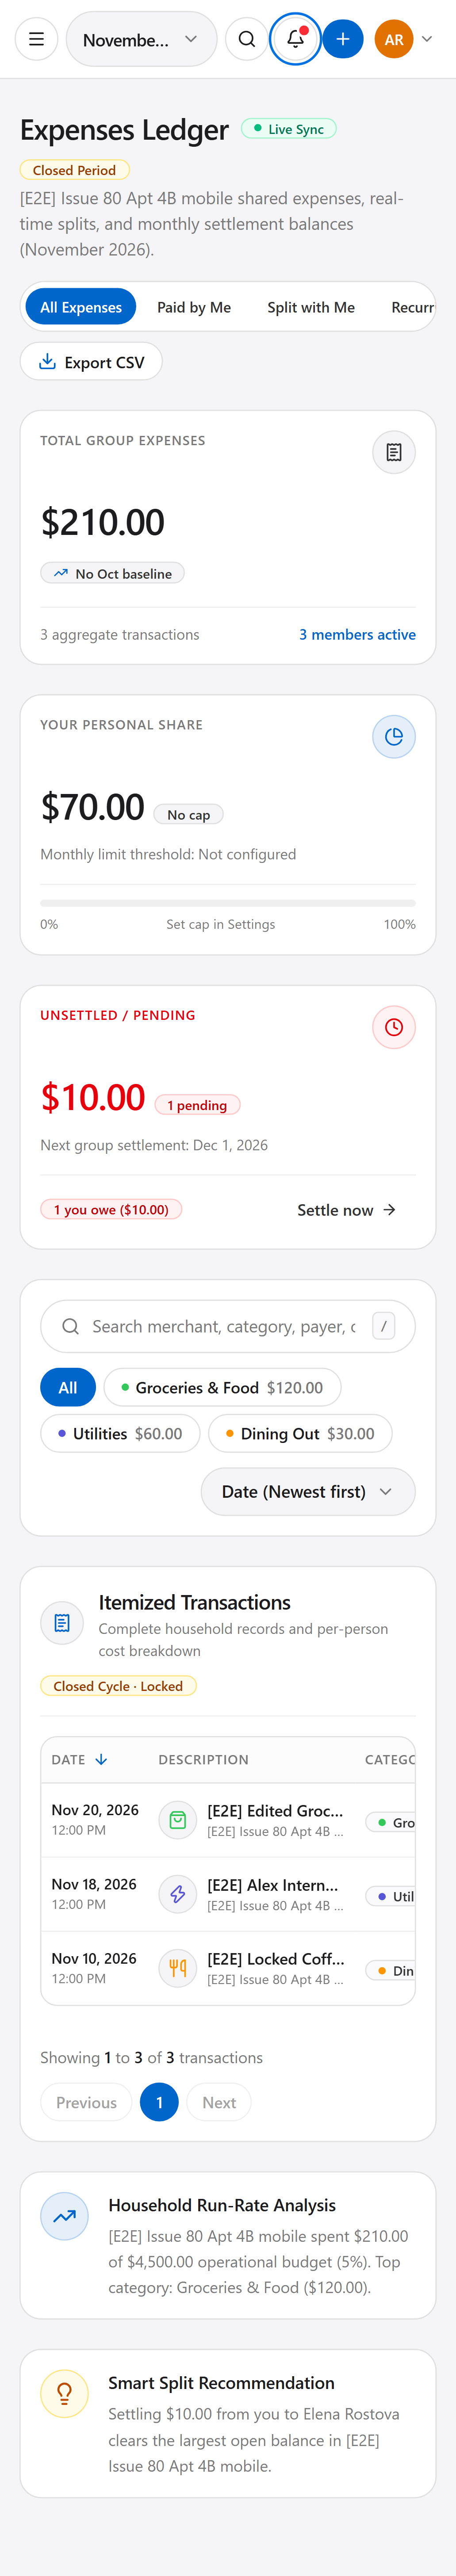 Novembe...
AR
Expenses Ledger
Live Sync
Closed Period
[E2E] Issue 80 Apt 4B mobile shared expenses, real-
time splits, and monthly settlement balances
(November 2026).
All Expenses
Paid by Me
Split with Me
Recurr
Export CSV
TOTAL GROUP EXPENSES
$210.00
No Oct baseline
3 aggregate transactions
3 members active
YOUR PERSONAL SHARE
$70.00
No cap
Monthly limit threshold: Not configured
0%
Set cap in Settings
100%
UNSETTLED / PENDING
$10.00
1 pending
Next group settlement: Dec 1, 2026
1 you owe ($10.00)
Settle now
Search merchant, category, payer, c
/
All
Groceries & Food $120.00
Utilities $60.00
Dining Out $30.00
Date (Newest first)
Itemized Transactions
Complete household records and per-person
cost breakdown
Closed Cycle · Locked
DATE
DESCRIPTION
CATEGC
Nov 20, 2026
12:00 PM
[E2E] Edited Groc...
[E2E] Issue 80 Apt 4B ...
Gro
Nov 18, 2026
12:00 PM
[E2E] Alex Intern...
[E2E] Issue 80 Apt 4B ...
Util
Nov 10, 2026
12:00 PM
[E2E] Locked Coff...
[E2E] Issue 80 Apt 4B ...
Din
Showing 1 to 3 of 3 transactions
Previous
1
Next
Household Run-Rate Analysis
[E2E] Issue 80 Apt 4B mobile spent $210.00
of $4,500.00 operational budget (5%). Top
category: Groceries & Food ($120.00).
Smart Split Recommendation
Settling $10.00 from you to Elena Rostova
clears the largest open balance in [E2E]
Issue 80 Apt 4B mobile.